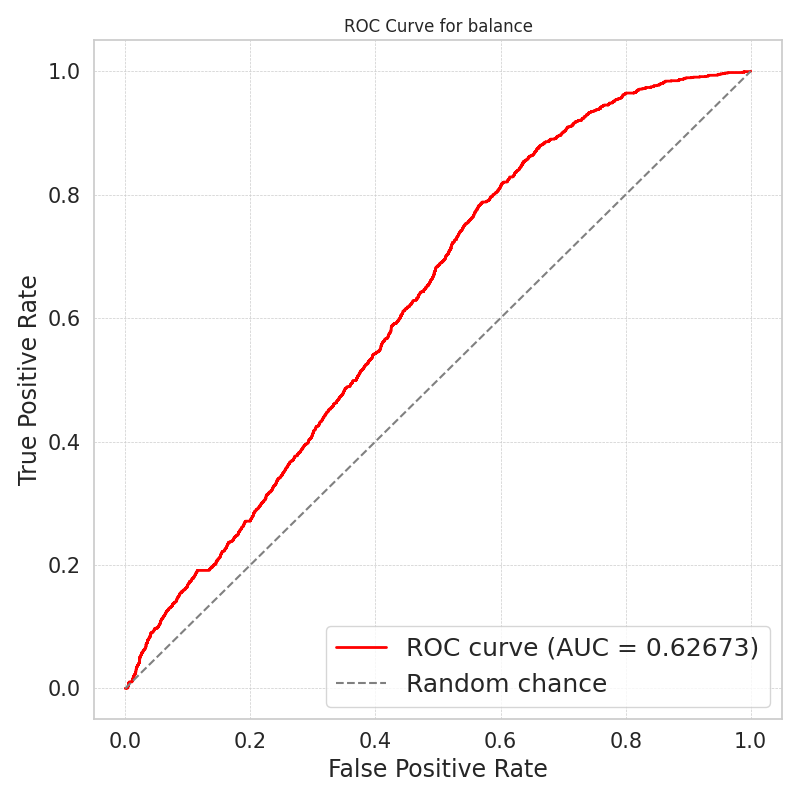 ROC Curve for balance
True Positive Rate
1.0
0.8
0.6
0.4
0.2
0.0
ROC curve (AUC = 0.62673)
Random chance
0.0 0.2 0.4 0.6 0.8 1.0
False Positive Rate